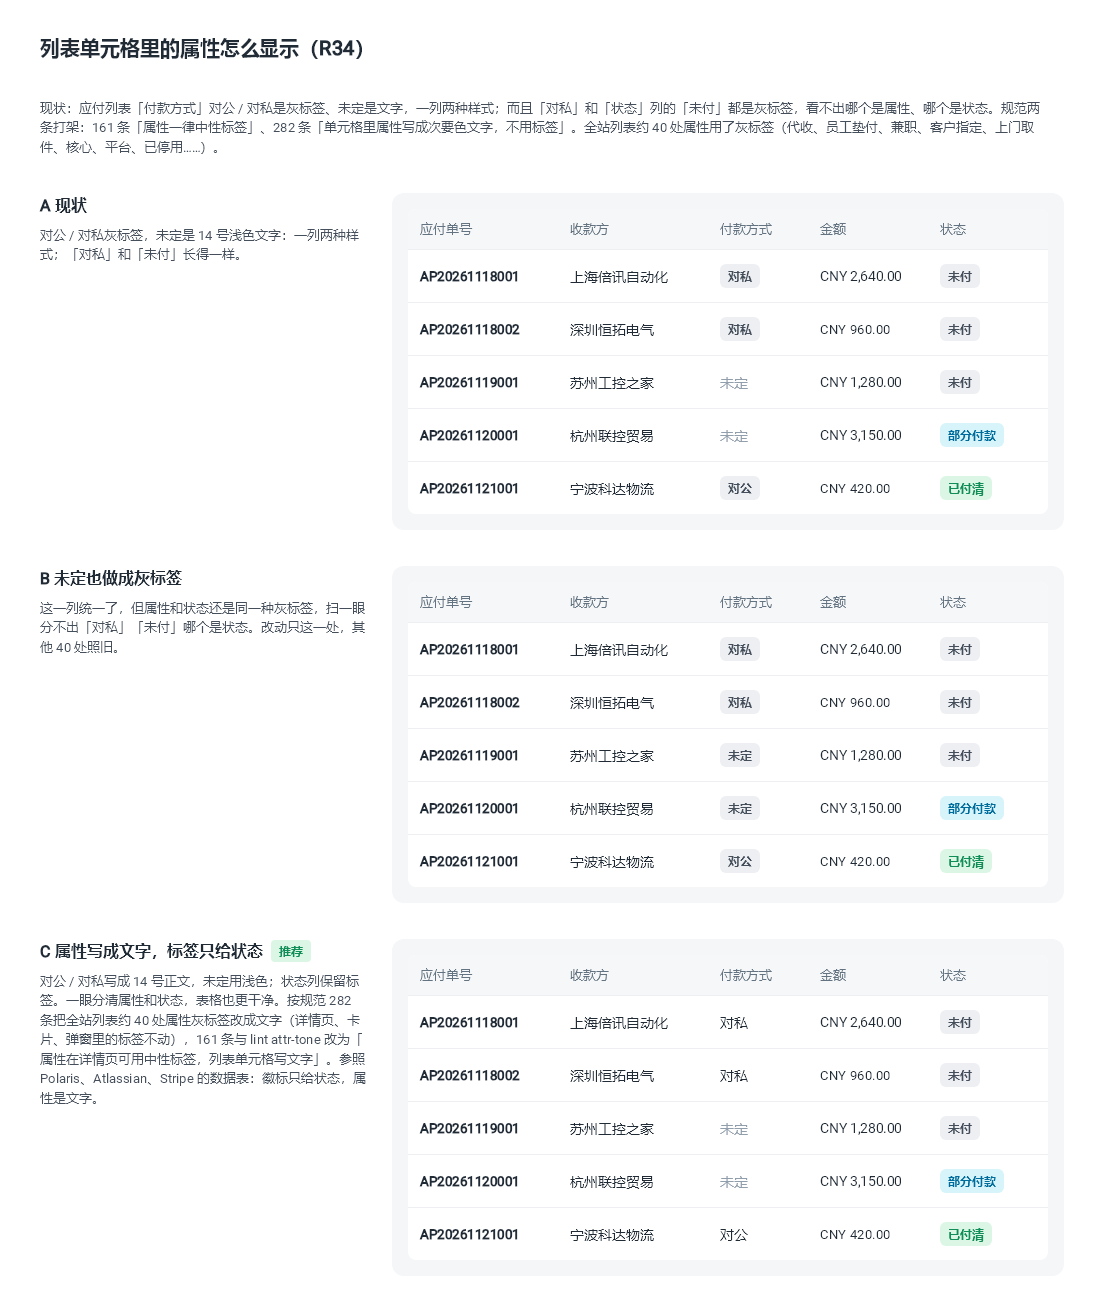 列表单元格里的属性怎么显示（R34）
现状：应付列表「付款方式」对公 / 对私是灰标签、未定是文字，一列两种样式；而且「对私」和「状态」列的「未付」都是灰标签，看不出哪个是属性、哪个是状态。规范两
条打架：161 条「属性一律中性标签」、282 条「单元格里属性写成次要色文字，不用标签」。全站列表约 40 处属性用了灰标签（代收、员工垫付、兼职、客户指定、上门取
件、核心、平台、已停用……）。
A 现状
对公 / 对私灰标签，未定是 14 号浅色文字：一列两种样
式；「对私」和「未付」长得一样。
应付单号 收款方 付款方式 金额 状态
AP20261118001 上海倍讯自动化 对私 CNY 2,640.00 未付
AP20261118002 深圳恒拓电气 对私 CNY 960.00 未付
AP20261119001 苏州工控之家 未定 CNY 1,280.00 未付
AP20261120001 杭州联控贸易 未定 CNY 3,150.00 部分付款
AP20261121001 宁波科达物流 对公 CNY 420.00 已付清
B 未定也做成灰标签
这一列统一了，但属性和状态还是同一种灰标签，扫一眼
分不出「对私」「未付」哪个是状态。改动只这一处，其
他 40 处照旧。
应付单号 收款方 付款方式 金额 状态
AP20261118001 上海倍讯自动化 对私 CNY 2,640.00 未付
AP20261118002 深圳恒拓电气 对私 CNY 960.00 未付
AP20261119001 苏州工控之家 未定 CNY 1,280.00 未付
AP20261120001 杭州联控贸易 未定 CNY 3,150.00 部分付款
AP20261121001 宁波科达物流 对公 CNY 420.00 已付清
C 属性写成文字，标签只给状态 推荐
对公 / 对私写成 14 号正文，未定用浅色；状态列保留标
签。一眼分清属性和状态，表格也更干净。按规范 282
条把全站列表约 40 处属性灰标签改成文字（详情页、卡
片、弹窗里的标签不动），161 条与 lint attr-tone 改为「
属性在详情页可用中性标签，列表单元格写文字」。参照
Polaris、Atlassian、Stripe 的数据表：徽标只给状态，属
性是文字。
应付单号 收款方 付款方式 金额 状态
AP20261118001 上海倍讯自动化 对私 CNY 2,640.00 未付
AP20261118002 深圳恒拓电气 对私 CNY 960.00 未付
AP20261119001 苏州工控之家 未定 CNY 1,280.00 未付
AP20261120001 杭州联控贸易 未定 CNY 3,150.00 部分付款
AP20261121001 宁波科达物流 对公 CNY 420.00 已付清